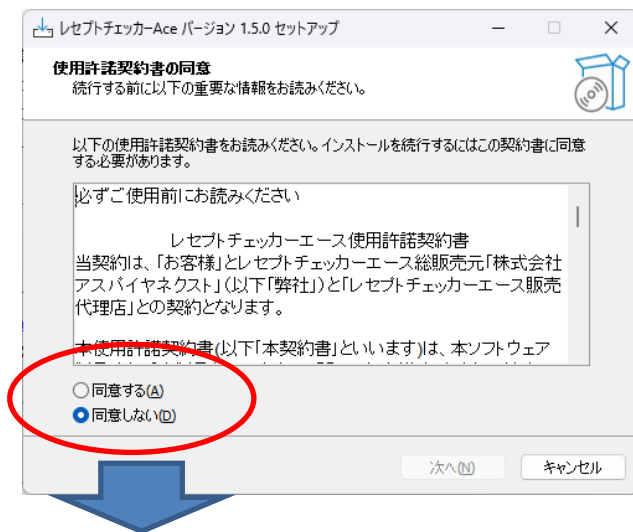 レセプトチェッカーAce バージョン 1.5.0 セットアップ
使用許諾契約書の同意
続行する前に以下の重要な情報をお読みください。
以下の使用許諾契約書をお読みください。インストールを続行するにはこの契約書に同意
する必要があります。
必ずご使用前にお読みください
レセプトチェッカーエース使用許諾契約書
当契約は、「お客様」とレセプトチェッカーエース総販売元「株式会社
アスパイヤネクスト」（以下「弊社」）と「レセプトチェッカーエース販売
代理店」との契約となります。
本使用許諾契約書(以下「本契約書」といいます)は、本ソフトウェア
同意する(A)
同意しない(D)
次へ(N)
キャンセル